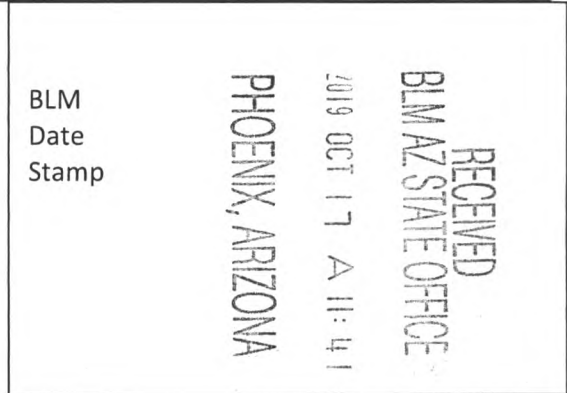 BLM
Date
Stamp
RECEIVED
BLM AZ STATE OFFICE
2019 OCT 17 A 11:41
PHOENIX, ARIZONA